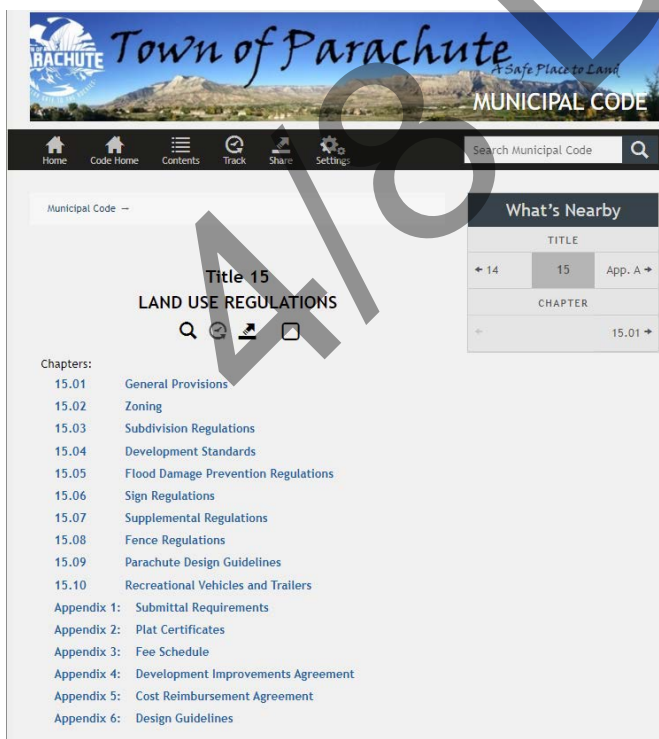 Town of Parachute
A Safe Place to Land
MUNICIPAL CODE
PARACHUTE
Home Code Home Contents Track Share Settings
Search Municipal Code
Municipal Code →
What's Nearby
TITLE
← 14 15 App. A →
CHAPTER
← 15.01 →
Title 15
LAND USE REGULATIONS
Chapters:
15.01 General Provisions
15.02 Zoning
15.03 Subdivision Regulations
15.04 Development Standards
15.05 Flood Damage Prevention Regulations
15.06 Sign Regulations
15.07 Supplemental Regulations
15.08 Fence Regulations
15.09 Parachute Design Guidelines
15.10 Recreational Vehicles and Trailers
Appendix 1: Submittal Requirements
Appendix 2: Plat Certificates
Appendix 3: Fee Schedule
Appendix 4: Development Improvements Agreement
Appendix 5: Cost Reimbursement Agreement
Appendix 6: Design Guidelines
4/8